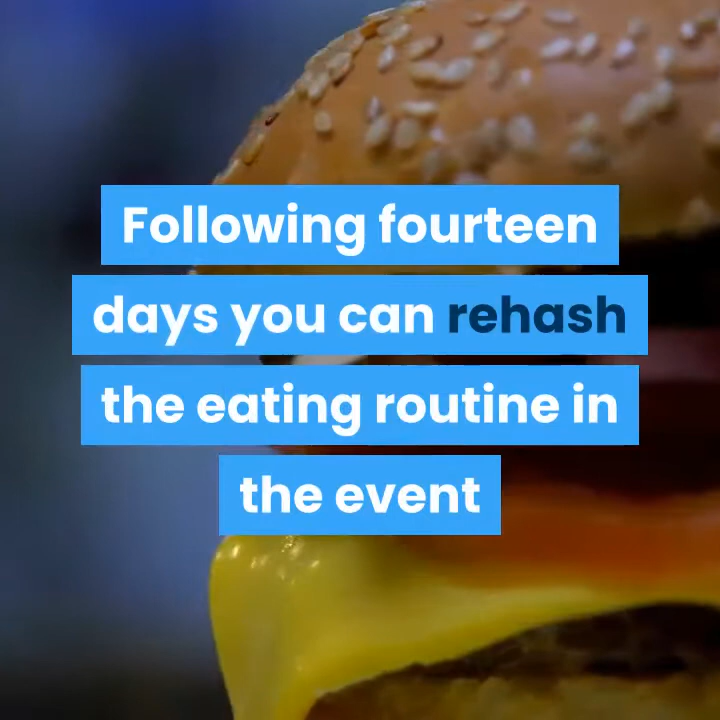 Following fourteen
days you can rehash
the eating routine in
the event